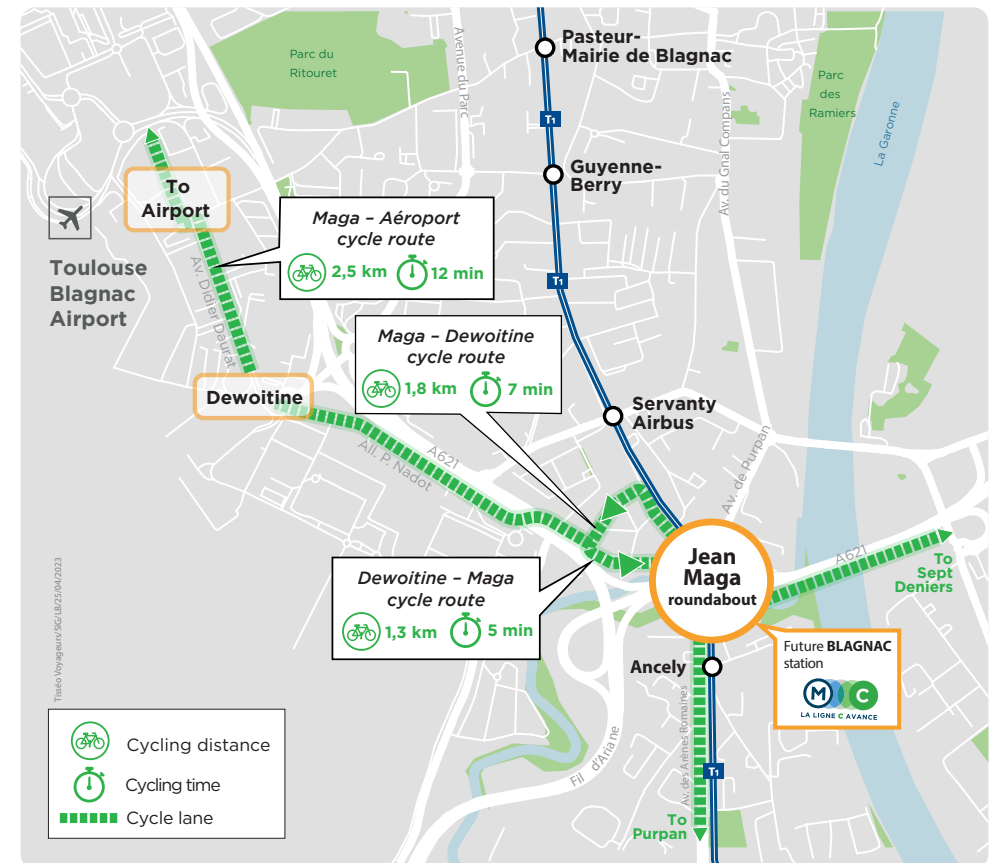 Parc du
Ritouret
Avenue du Parc
Pasteur-
Mairie de Blagnac
Parc
des
Ramiers
La Garonne
T1
Guyenne-
Berry
Av. du Gnal Compans
To
Airport
Maga – Aéroport
cycle route
2,5 km 12 min
Toulouse
Blagnac
Airport
Av. Didier Daurat
T1
Maga – Dewoitine
cycle route
1,8 km 7 min
Dewoitine
Servanty
Airbus
A621
All. P. Nadot
Av. de Purpan
Jean
Maga
roundabout
A621
To
Sept
Deniers
Dewoitine – Maga
cycle route
1,3 km 5 min
Future BLAGNAC
station
M C
LA LIGNE C AVANCE
Ancely
Av. des Arènes Romaines
Fil d'Ariane
T1
To
Purpan
Tisséo Voyageurs/SIG/LB/25/04/2023
Cycling distance
Cycling time
Cycle lane